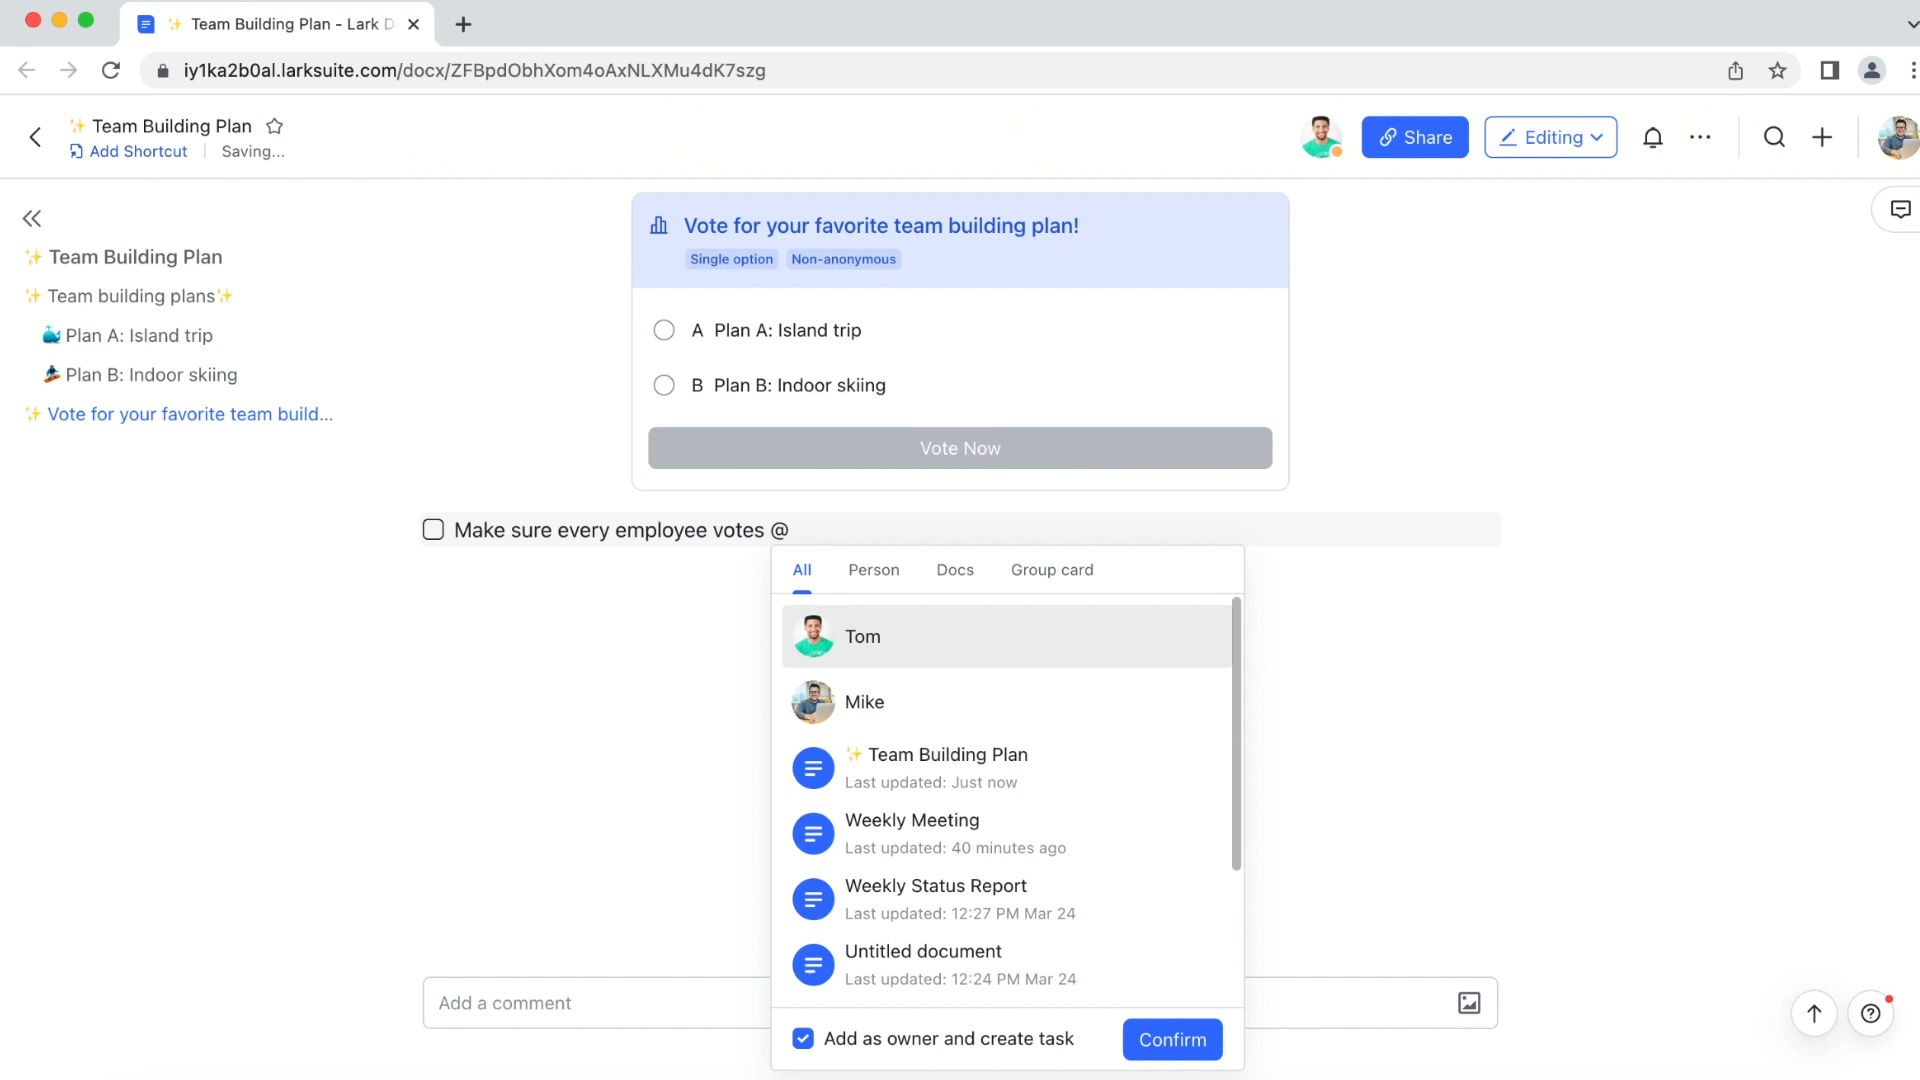 ✨ Team Building Plan - Lark D
iy1ka2b0al.larksuite.com/docx/ZFBpdObhXom4oAxNLXMu4dK7szg
✨ Team Building Plan
Add Shortcut
Saving...
Share
Editing
✨ Team Building Plan
✨ Team building plans✨
Plan A: Island trip
Plan B: Indoor skiing
✨ Vote for your favorite team build...
Vote for your favorite team building plan!
Single option
Non-anonymous
A Plan A: Island trip
B Plan B: Indoor skiing
Vote Now
Make sure every employee votes @
All
Person
Docs
Group card
Tom
Mike
✨ Team Building Plan
Last updated: Just now
Weekly Meeting
Last updated: 40 minutes ago
Weekly Status Report
Last updated: 12:27 PM Mar 24
Untitled document
Last updated: 12:24 PM Mar 24
Add a comment
Add as owner and create task
Confirm